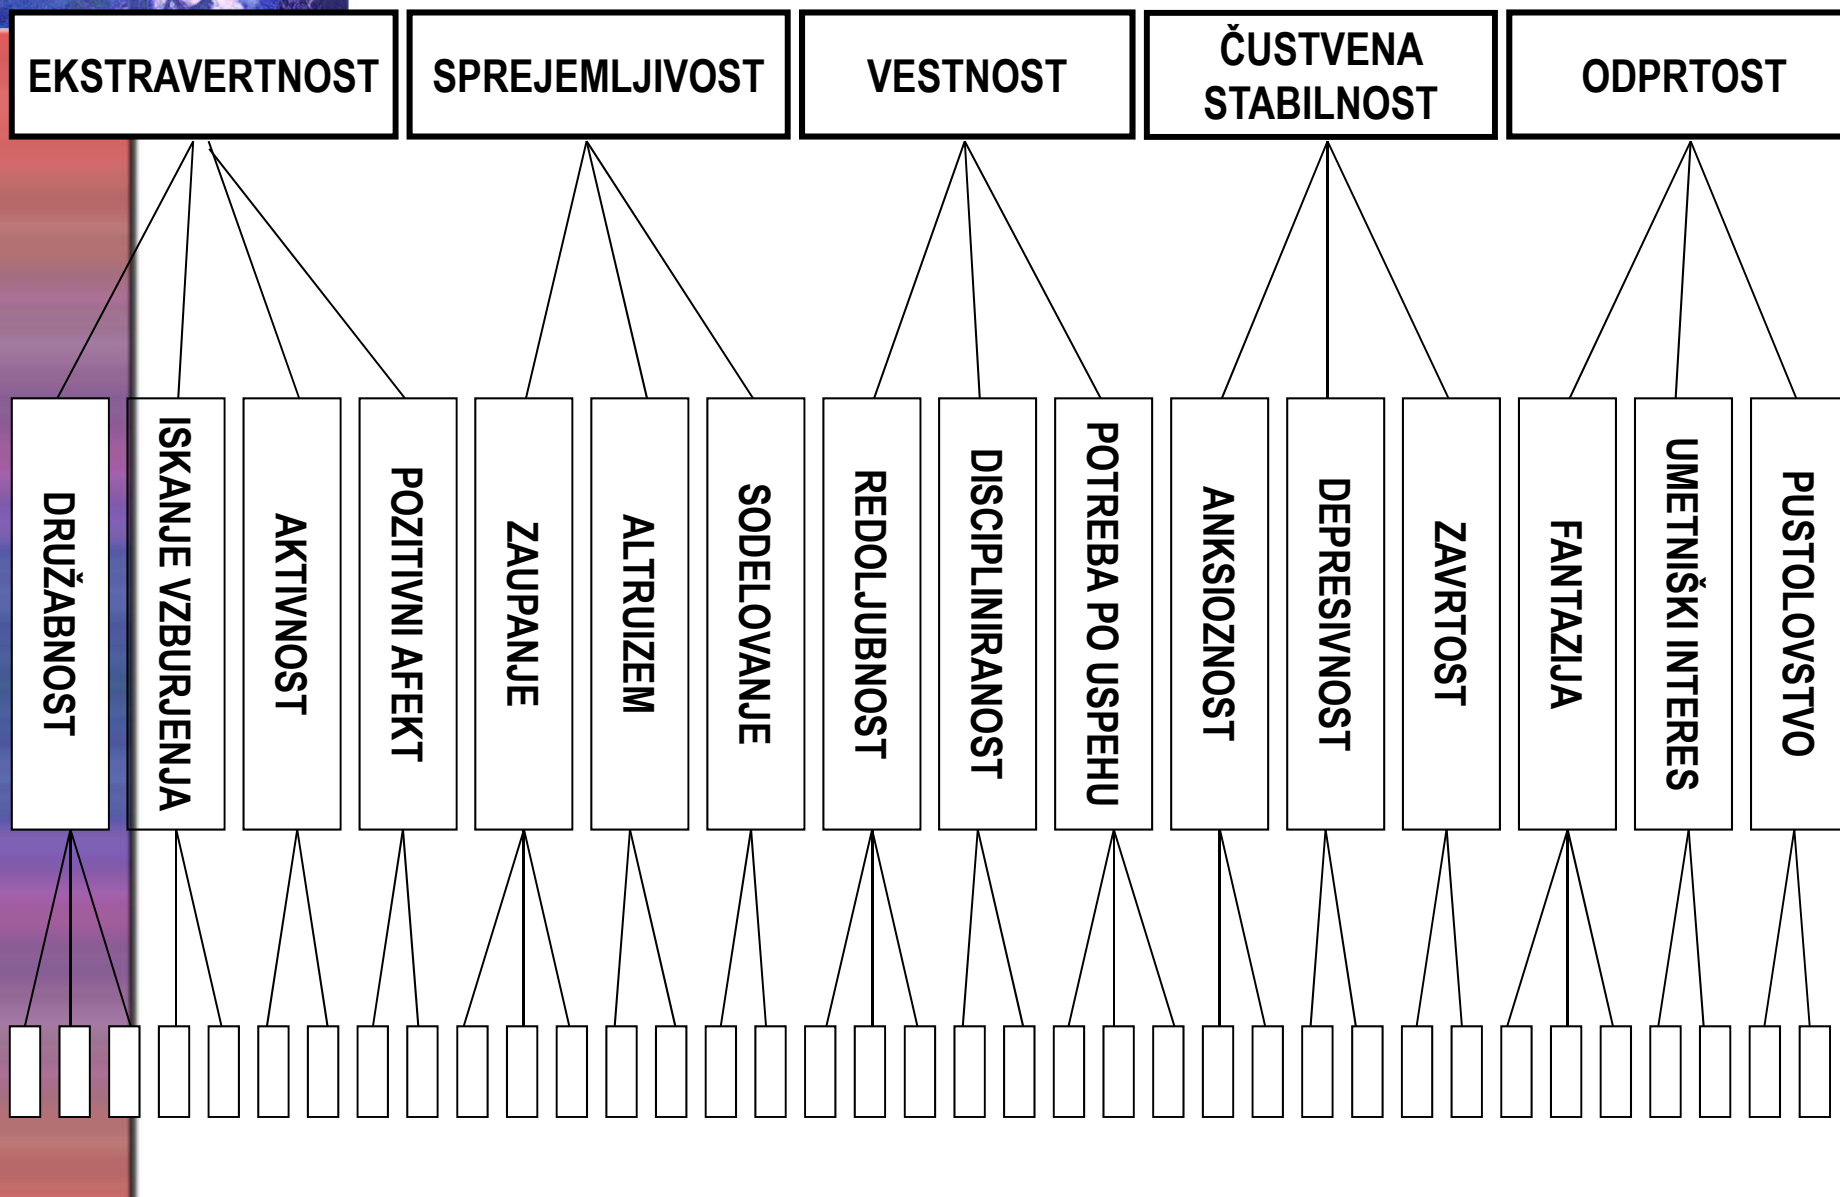 EKSTRAVERTNOST
SPREJEMLJIVOST
VESTNOST
ČUSTVENA
STABILNOST
ODPRTOST
DRUŽABNOST
ISKANJE VZBURJENJA
AKTIVNOST
POZITIVNI AFEKT
ZAUPANJE
ALTRUIZEM
SODELOVANJE
REDOLJUBNOST
DISCIPLINIRANOST
POTREBA PO USPEHU
ANKSIOZNOST
DEPRESIVNOST
ZAVRTOST
FANTAZIJA
UMETNIŠKI INTERES
PUSTOLOVSTVO